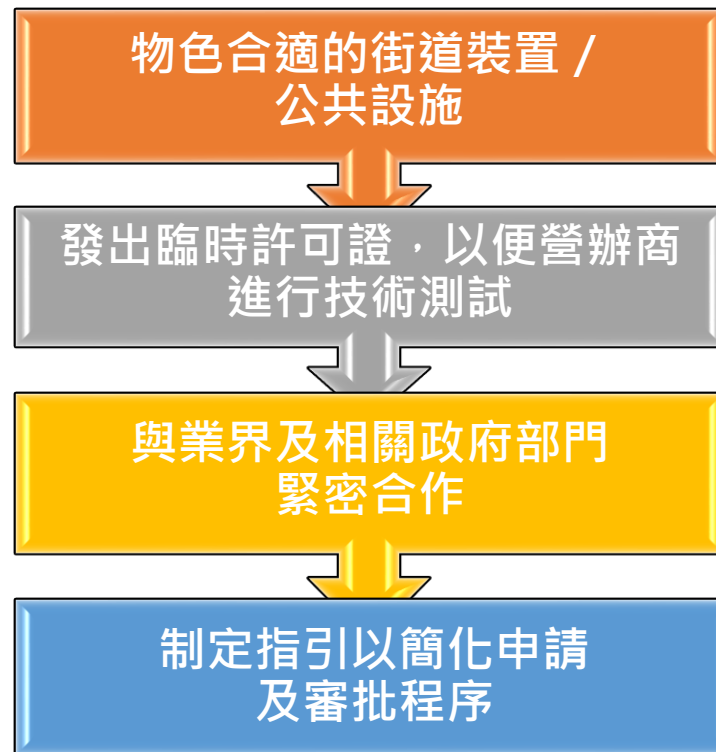 物色合適的街道裝置 /
公共設施
發出臨時許可證，以便營辦商
進行技術測試
與業界及相關政府部門
緊密合作
制定指引以簡化申請
及審批程序